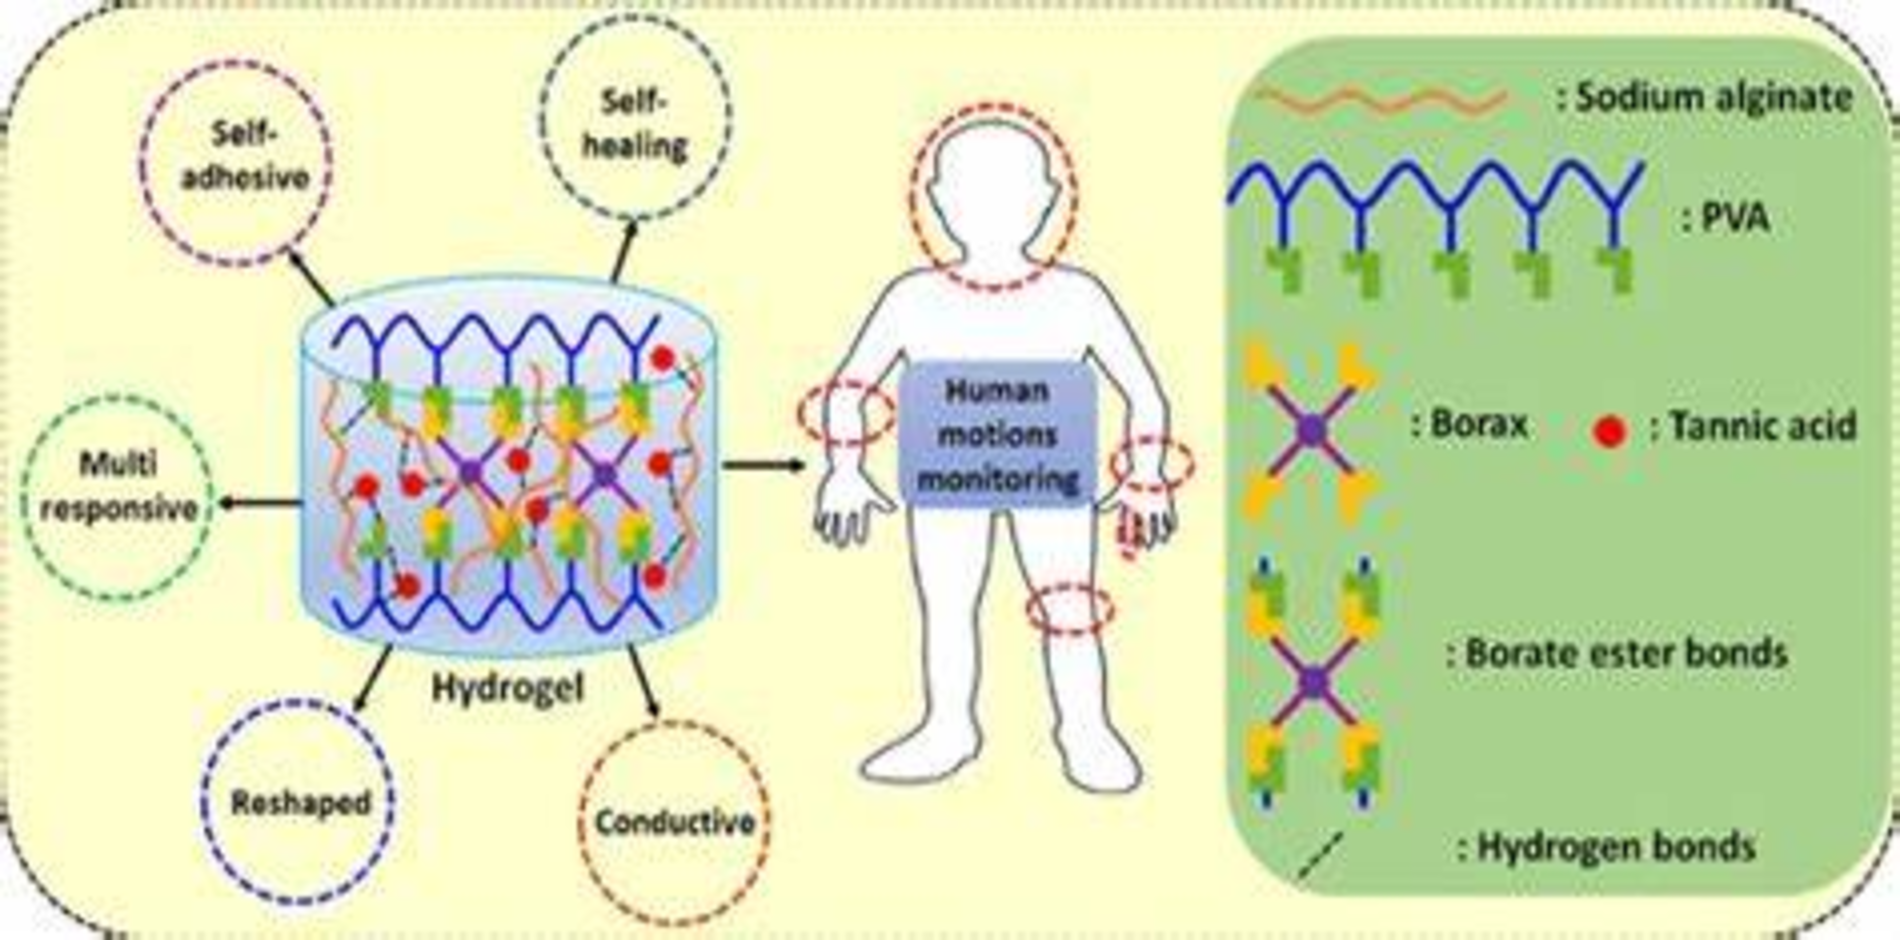 Self-
adhesive
Self-
healing
Multi
responsive
Hydrogel
Reshaped
Conductive
Human
motions
monitoring
: Sodium alginate
: PVA
: Borax
: Tannic acid
: Borate ester bonds
: Hydrogen bonds